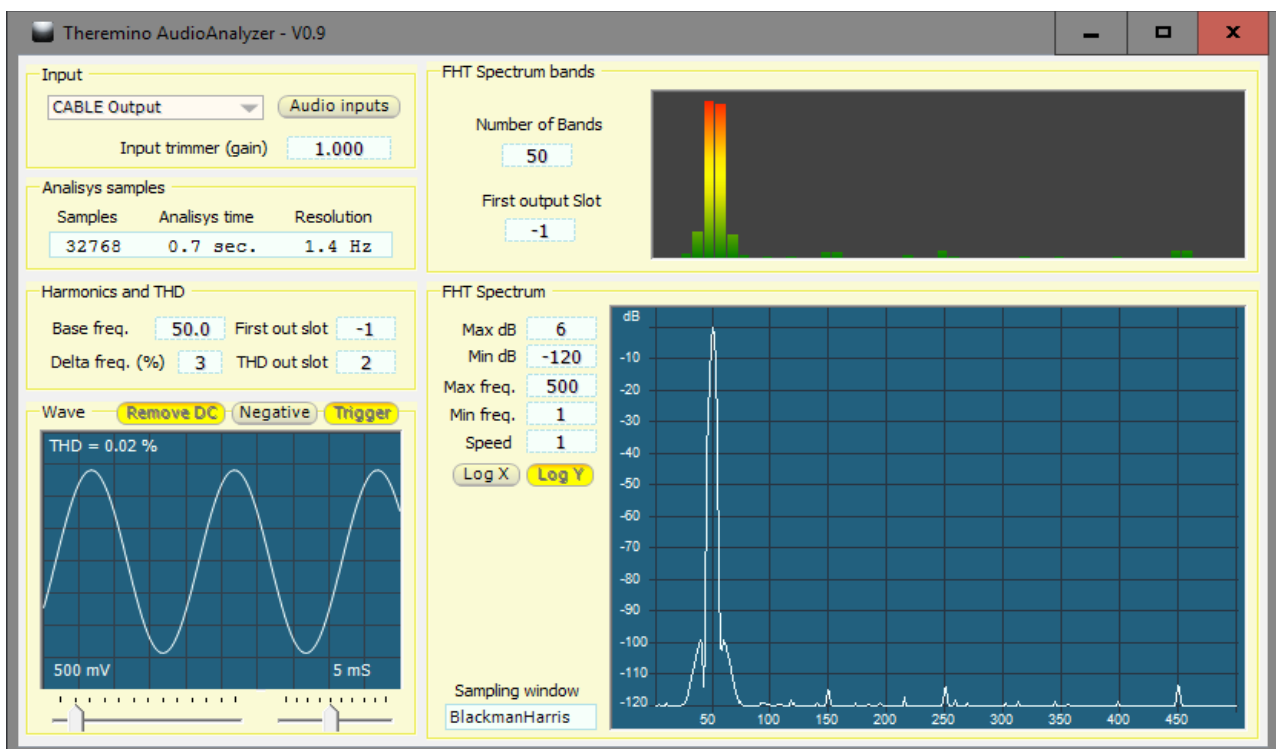 Theremino AudioAnalyzer - V0.9
Input
CABLE Output Audio inputs
Input trimmer (gain) 1.000
Analisys samples
Samples Analisys time Resolution
32768 0.7 sec. 1.4 Hz
Harmonics and THD
Base freq. 50.0 First out slot -1
Delta freq. (%) 3 THD out slot 2
Wave Remove DC Negative Trigger
THD = 0.02 %
500 mV 5 mS
FHT Spectrum bands
Number of Bands
50
First output Slot
-1
FHT Spectrum
Max dB 6
Min dB -120
Max freq. 500
Min freq. 1
Speed 1
Log X Log Y
Sampling window
BlackmanHarris
dB
-10
-20
-30
-40
-50
-60
-70
-80
-90
-100
-110
-120
50 100 150 200 250 300 350 400 450